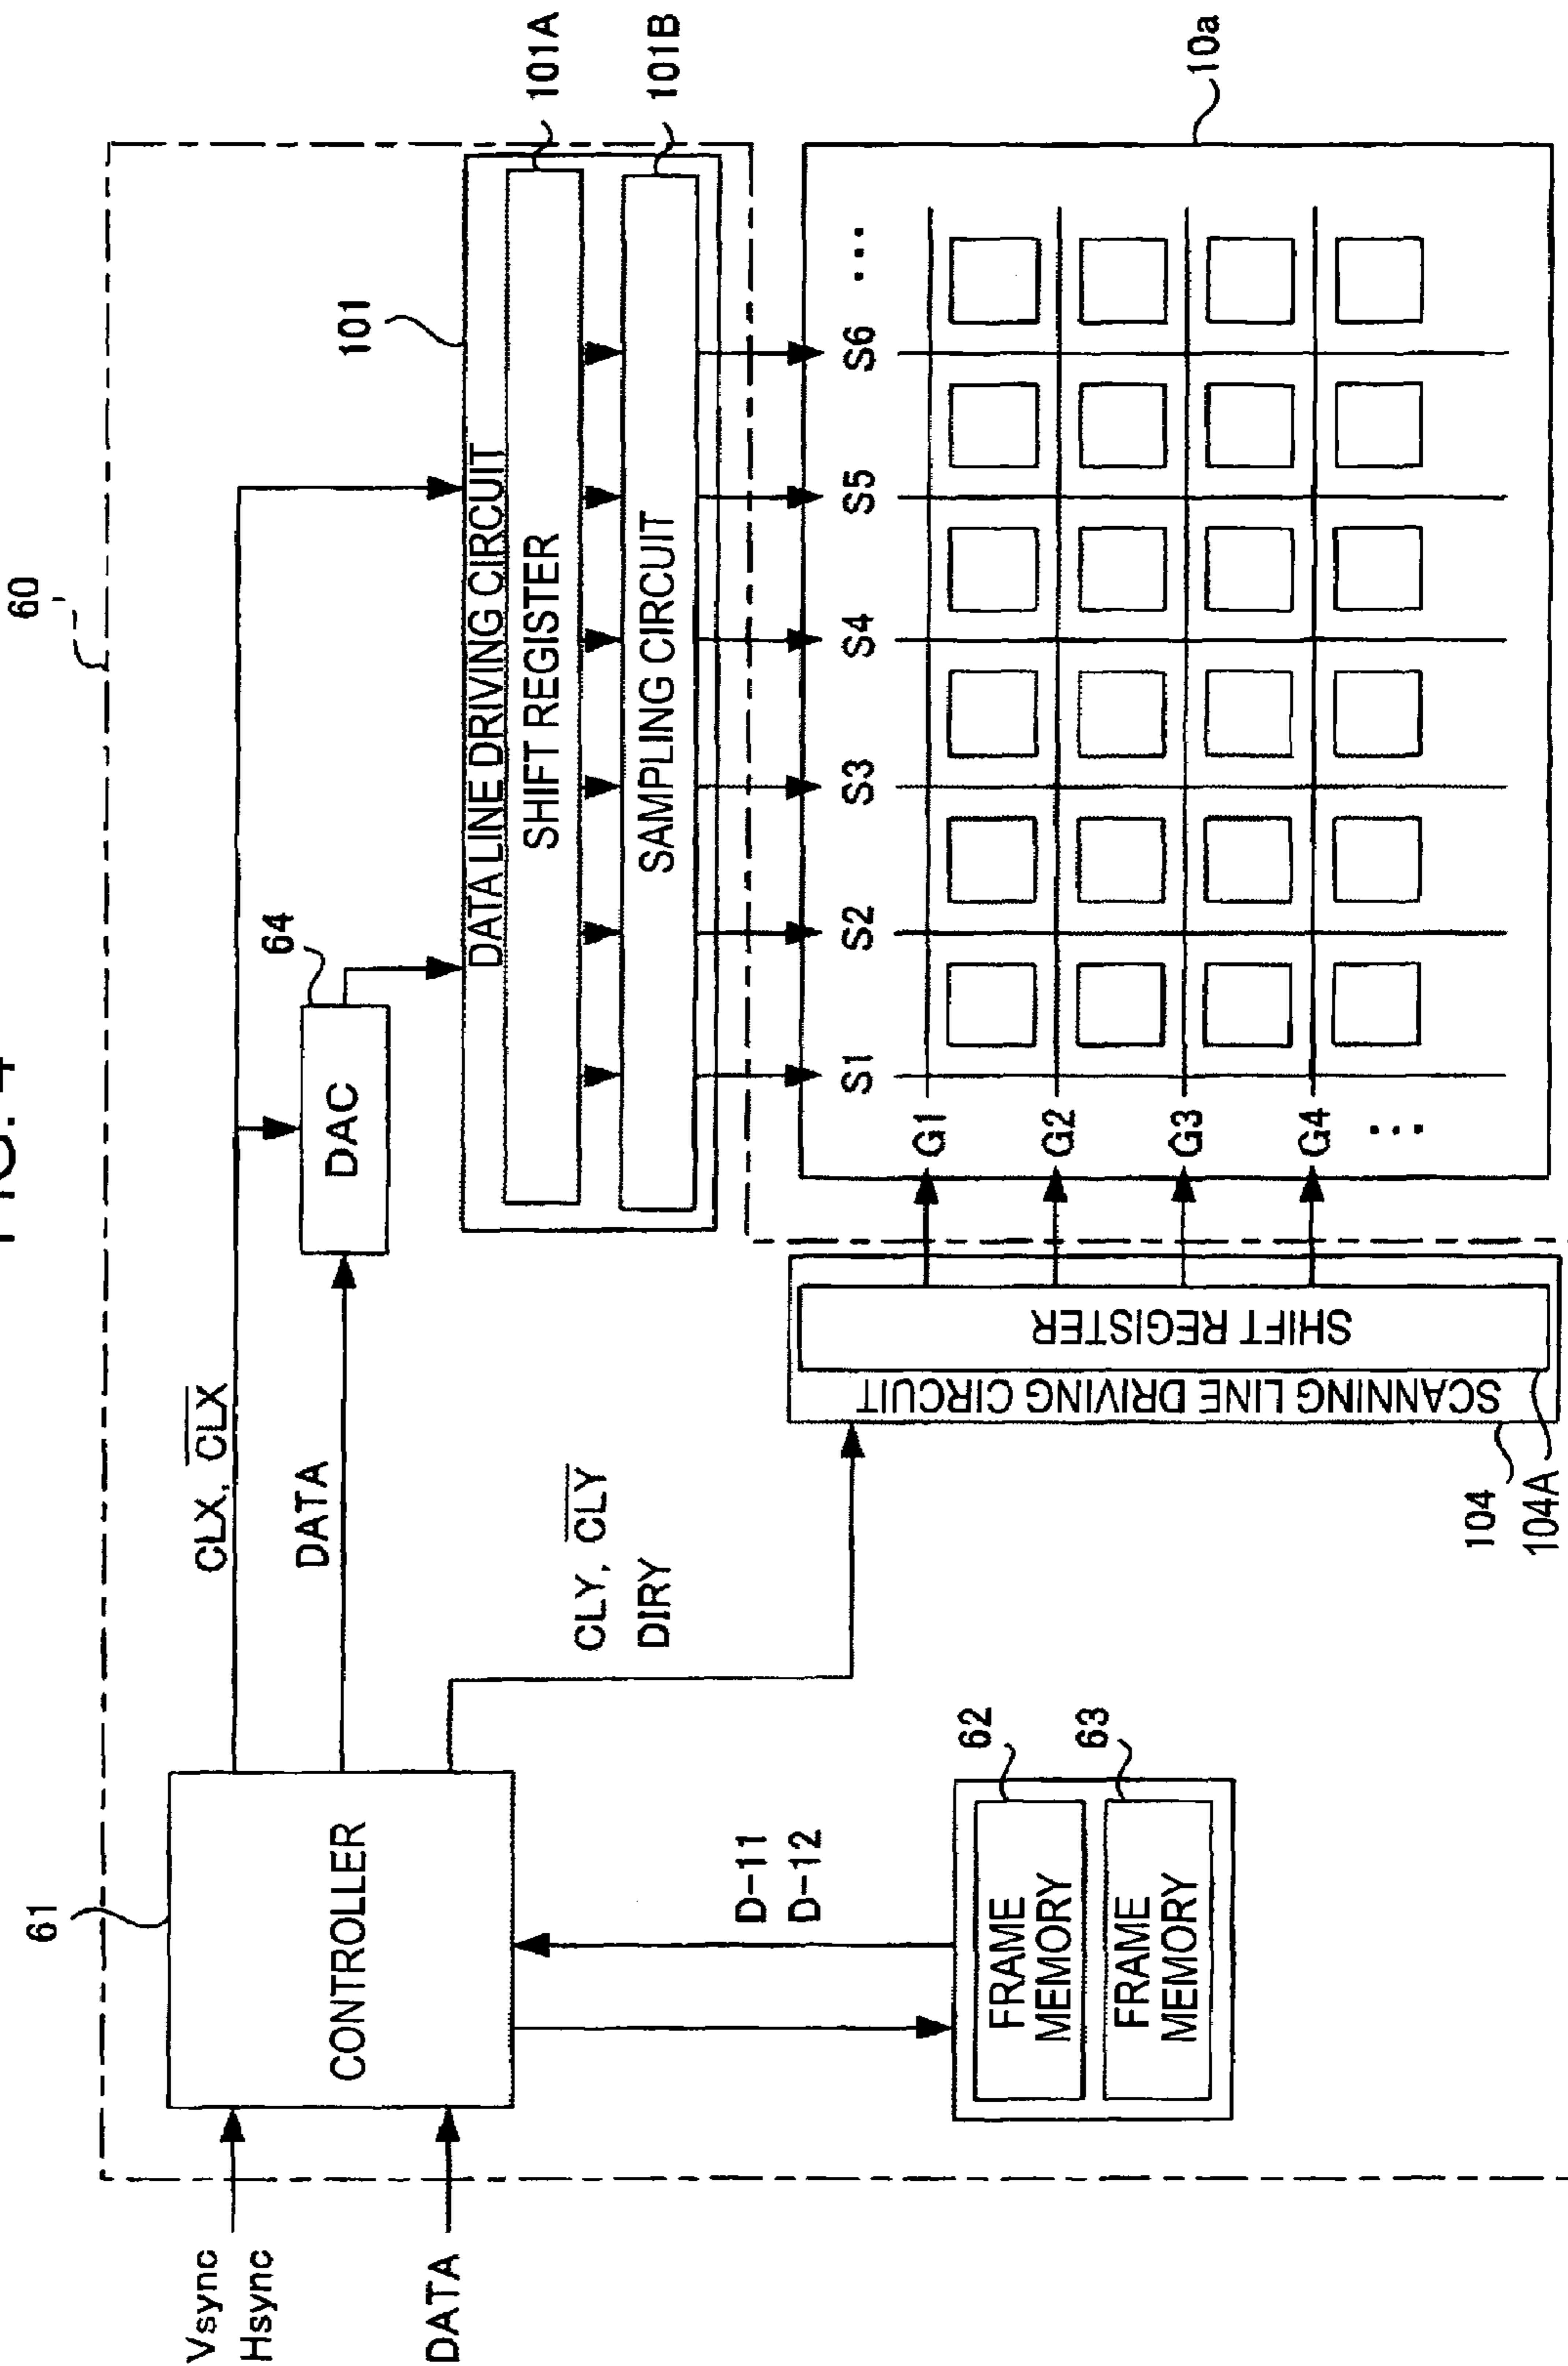 FIG. 4
60
61
Vsync
Hsync
DATA
CONTROLLER
CLX, C̅L̅X̅
DATA
64
DAC
CLY, C̅L̅Y̅
DIRY
101
DATA LINE DRIVING CIRCUIT
SHIFT REGISTER
101A
SAMPLING CIRCUIT
101B
D-11
D-12
62
FRAME
MEMORY
63
FRAME
MEMORY
SCANNING LINE DRIVING CIRCUIT
SHIFT REGISTER
104
104A
S1 S2 S3 S4 S5 S6 ...
G1
G2
G3
G4
...
10a